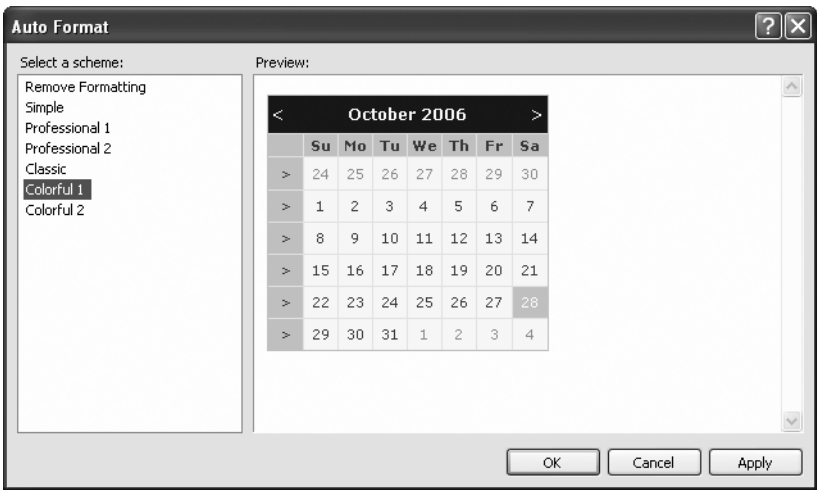 Auto Format
Select a scheme:
Remove Formatting
Simple
Professional 1
Professional 2
Classic
Colorful 1
Colorful 2
Preview:
< October 2006 >
Su Mo Tu We Th Fr Sa
> 24 25 26 27 28 29 30
> 1 2 3 4 5 6 7
> 8 9 10 11 12 13 14
> 15 16 17 18 19 20 21
> 22 23 24 25 26 27 28
> 29 30 31 1 2 3 4
OK Cancel Apply